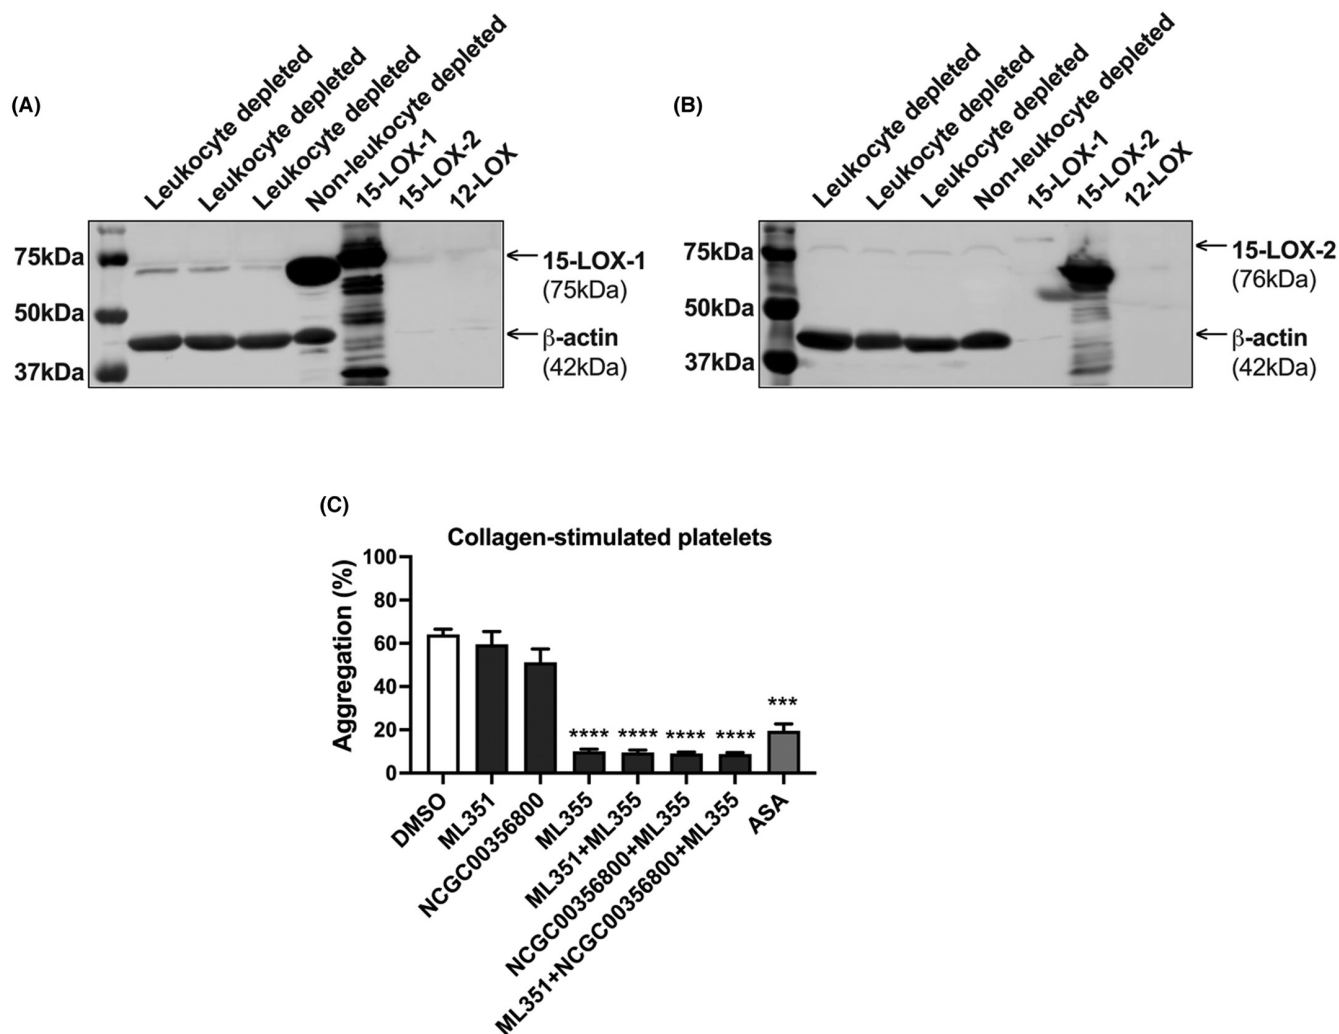 (A)
Leukocyte depleted
Leukocyte depleted
Leukocyte depleted
Non-leukocyte depleted
15-LOX-1
15-LOX-2
12-LOX
75kDa
50kDa
37kDa
15-LOX-1
(75kDa)
β-actin
(42kDa)
(B)
Leukocyte depleted
Leukocyte depleted
Leukocyte depleted
Non-leukocyte depleted
15-LOX-1
15-LOX-2
12-LOX
75kDa
50kDa
37kDa
15-LOX-2
(76kDa)
β-actin
(42kDa)
(C)
Collagen-stimulated platelets
Aggregation (%)
100
80
60
40
20
0
**** **** **** **** ***
DMSO
ML351
NCGC00356800
ML355
ML351+ML355
NCGC00356800+ML355
ML351+NCGC00356800+ML355
ASA